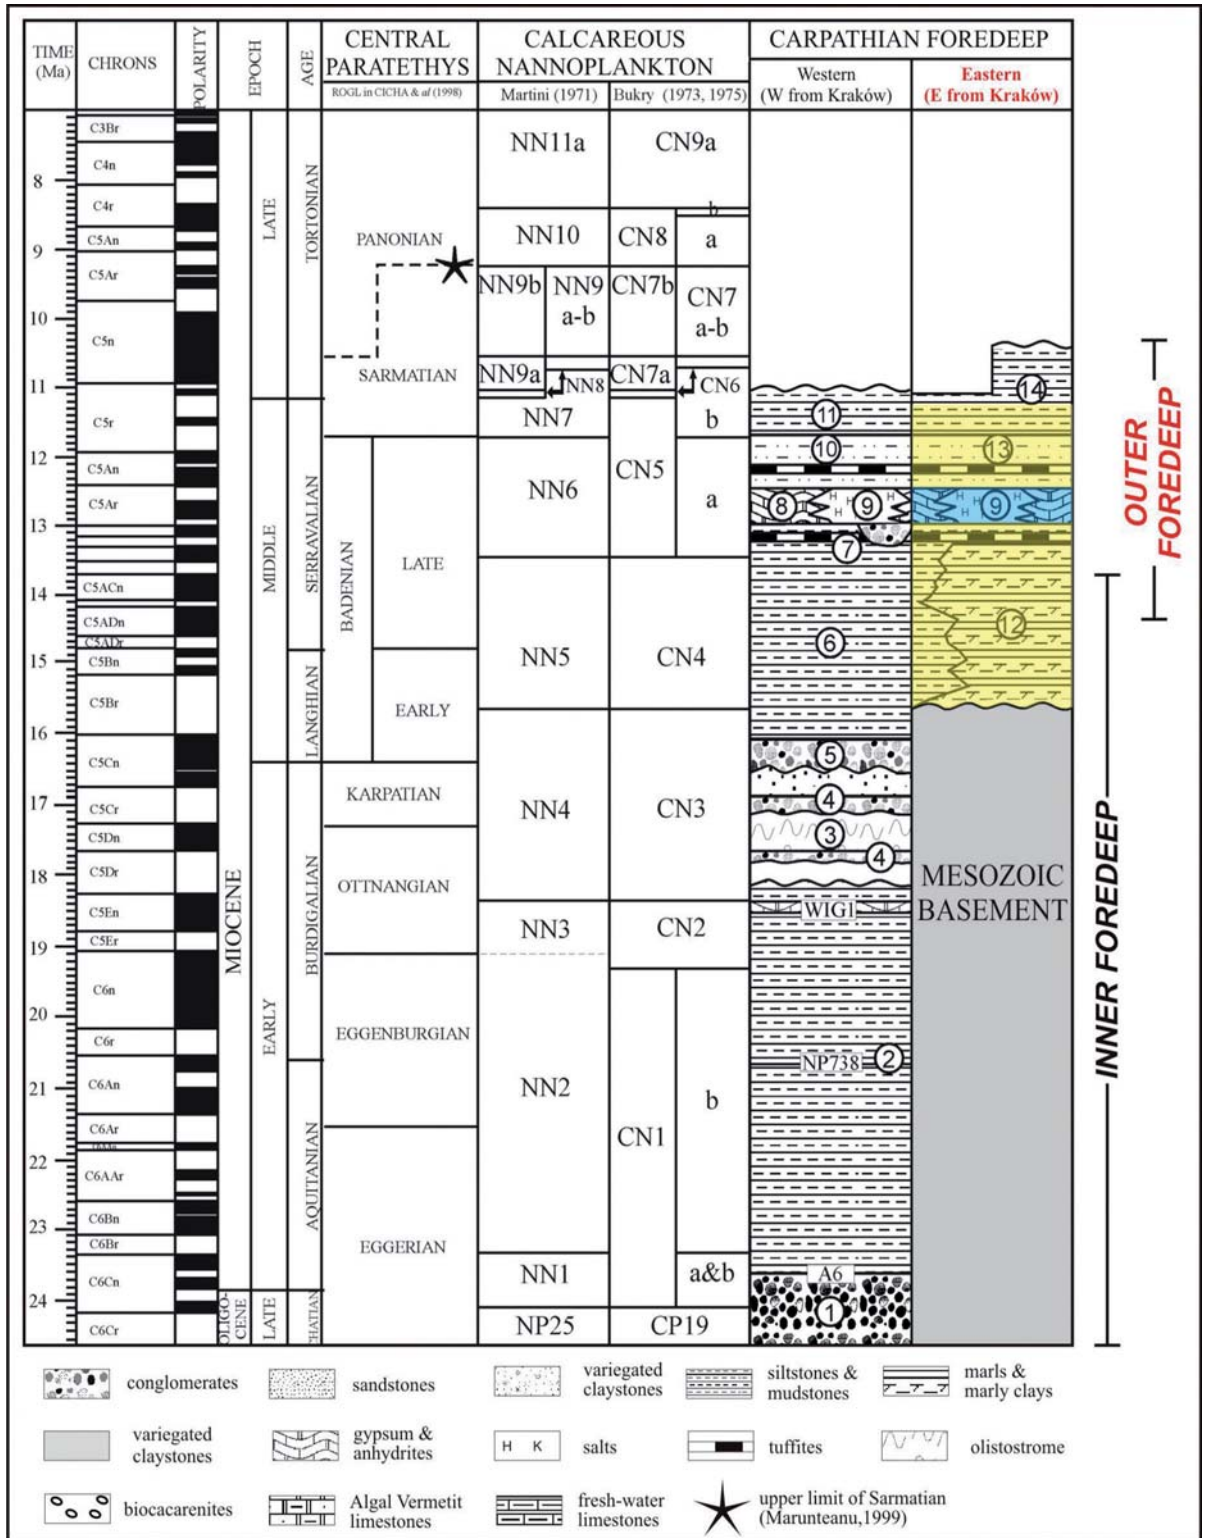 TIME
(Ma)
CHRONS
POLARITY
EPOCH
AGE
CENTRAL
PARATETHYS
ROGL in CICHA & al (1998)
CALCAREOUS
NANNOPLANKTON
Martini (1971)
Bukry (1973, 1975)
CARPATHIAN FOREDEEP
Western
(W from Kraków)
Eastern
(E from Kraków)
8
9
10
11
12
13
14
15
16
17
18
19
20
21
22
23
24
C3Br
C4n
C4r
C5An
C5Ar
C5n
C5r
C5An
C5Ar
C5ACn
C5ADn
C5ADr
C5Bn
C5Br
C5Cn
C5Cr
C5Dn
C5Dr
C5En
C5Er
C6n
C6r
C6An
C6Ar
C6AAr
C6Bn
C6Br
C6Cn
C6Cr
MIOCENE
OLIGO-
CENE
LATE
MIDDLE
EARLY
LATE
TORTONIAN
SERRAVALIAN
LANGHIAN
BURDIGALIAN
AQUITANIAN
CHATIAN
PANONIAN
SARMATIAN
BADENIAN
LATE
EARLY
KARPATIAN
OTTNANGIAN
EGGENBURGIAN
EGGERIAN
NN11a
NN10
NN9b
NN9
a-b
NN9a
NN8
NN7
NN6
NN5
NN4
NN3
NN2
NN1
NP25
CN9a
b
CN8
a
CN7b
CN7
a-b
CN7a
CN6
b
CN5
a
CN4
CN3
CN2
b
CN1
a&b
CP19
11
10
8
H
H
H
H
9
7
6
5
4
3
4
WIG1
NP738
2
A6
1
14
13
H
H
H
9
12
MESOZOIC
BASEMENT
OUTER
FOREDEEP
INNER FOREDEEP
conglomerates
sandstones
variegated
claystones
siltstones &
mudstones
marls &
marly clays
variegated
claystones
gypsum &
anhydrites
H K
salts
tuffites
olistostrome
biocacarenites
Algal Vermetit
limestones
fresh-water
limestones
upper limit of Sarmatian
(Marunteanu,1999)